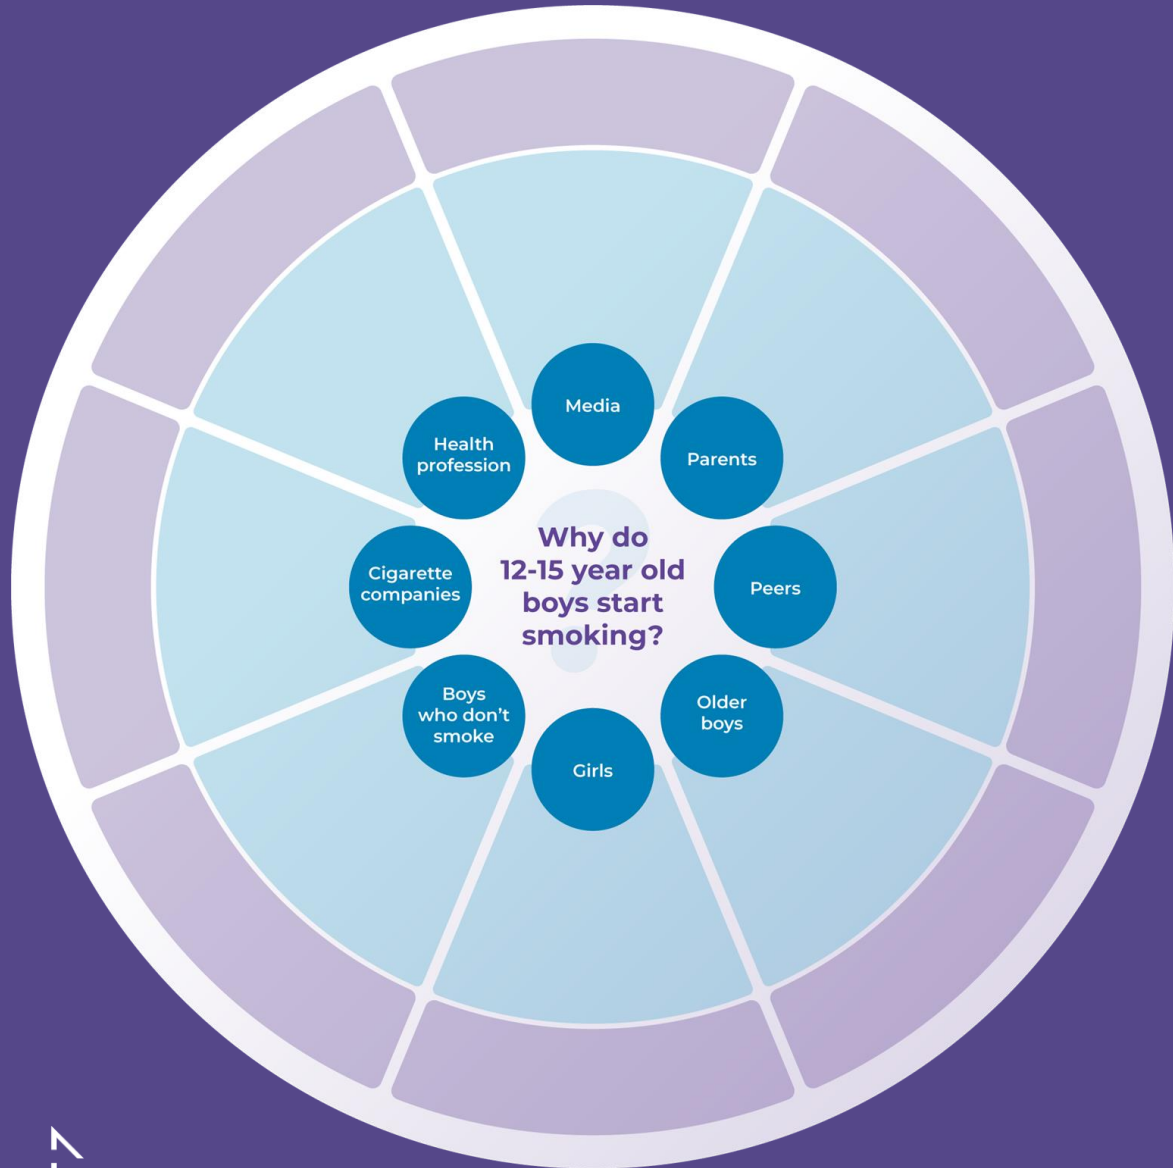 Media
Parents
Peers
Older
boys
Girls
Boys
who don’t
smoke
Cigarette
companies
Health
profession
Why do
12-15 year old
boys start
smoking?